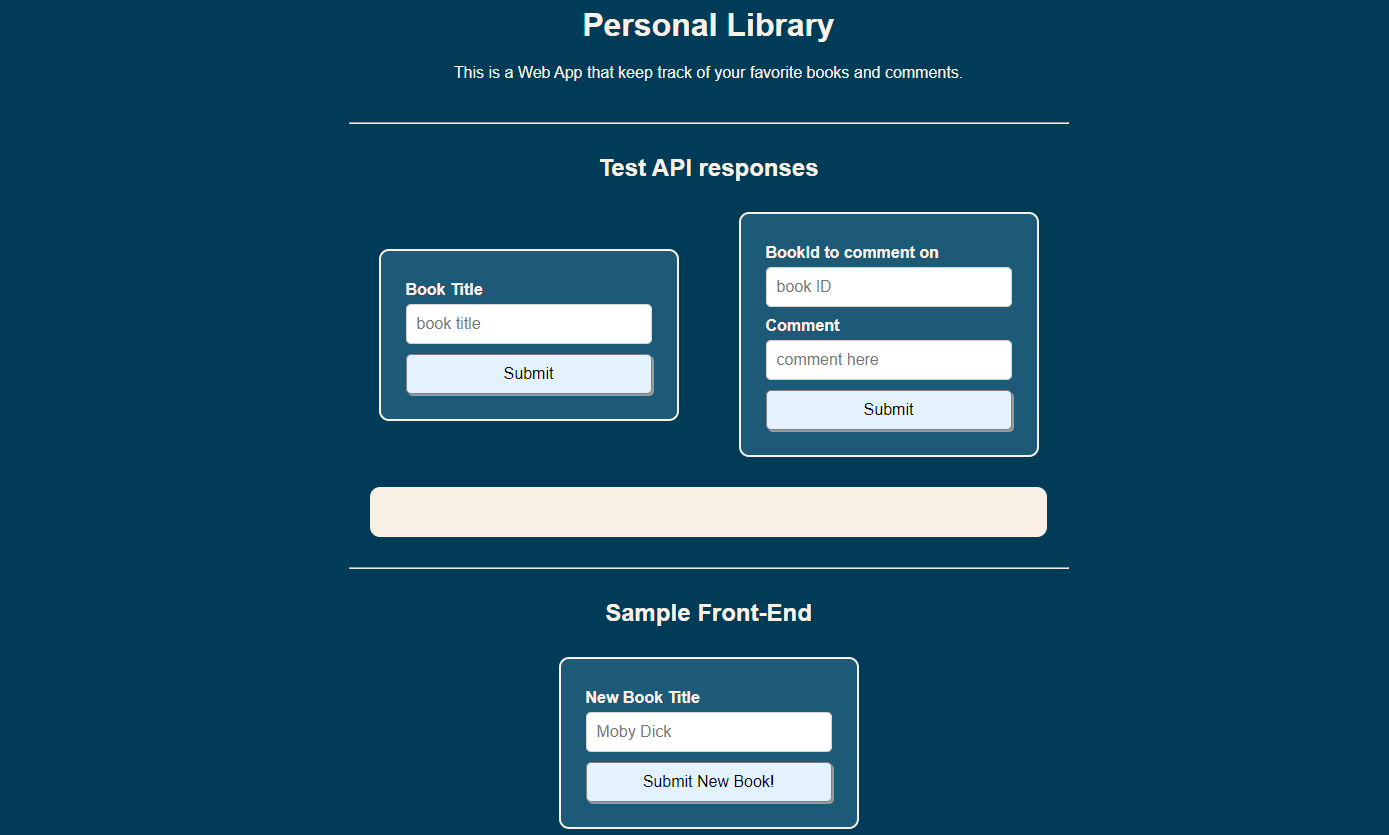 Personal Library
This is a Web App that keep track of your favorite books and comments.
Test API responses
Book Title
book title
Submit
BookId to comment on
book ID
Comment
comment here
Submit
Sample Front-End
New Book Title
Moby Dick
Submit New Book!